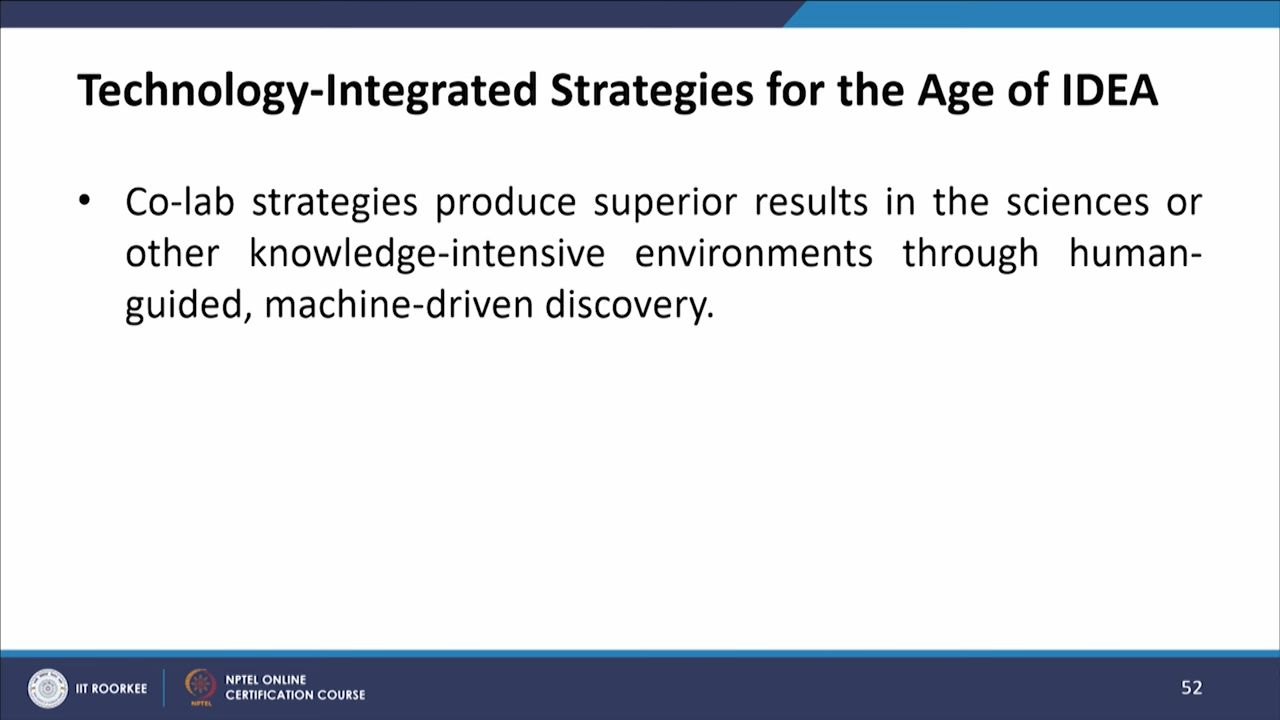 Technology-Integrated Strategies for the Age of IDEA
• Co-lab strategies produce superior results in the sciences or
other knowledge-intensive environments through human-
guided, machine-driven discovery.
IIT ROORKEE
NPTEL
NPTEL ONLINE
CERTIFICATION COURSE
52